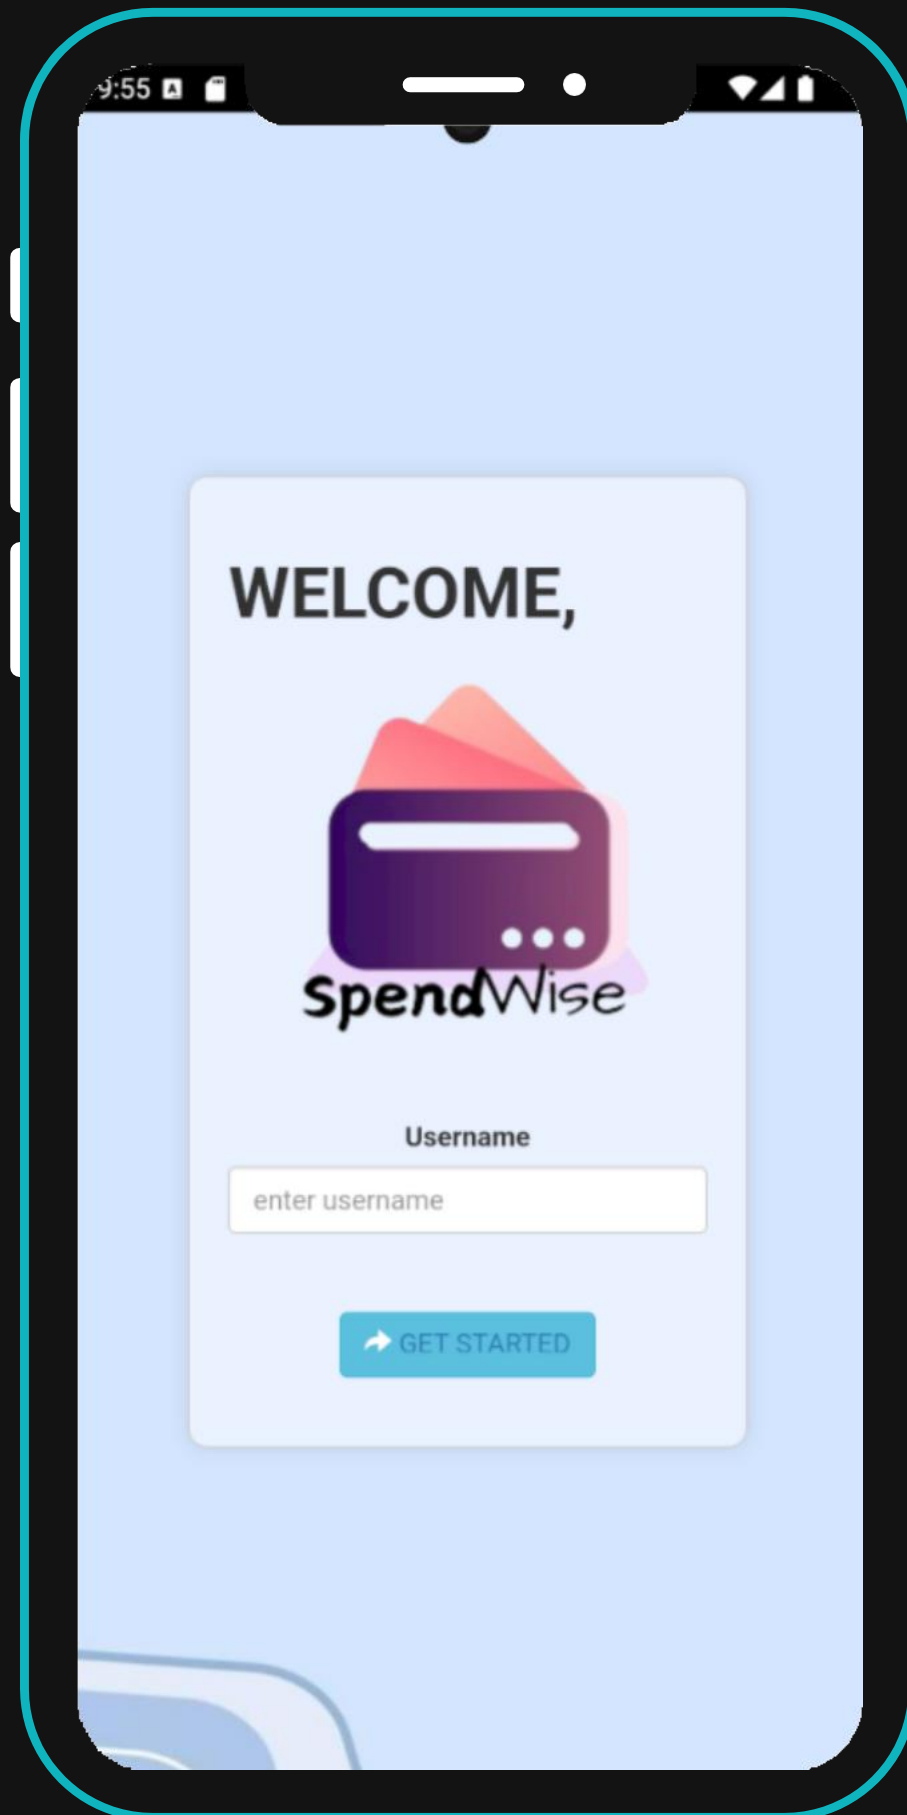 9:55
WELCOME,
SpendWise
Username
enter username
GET STARTED